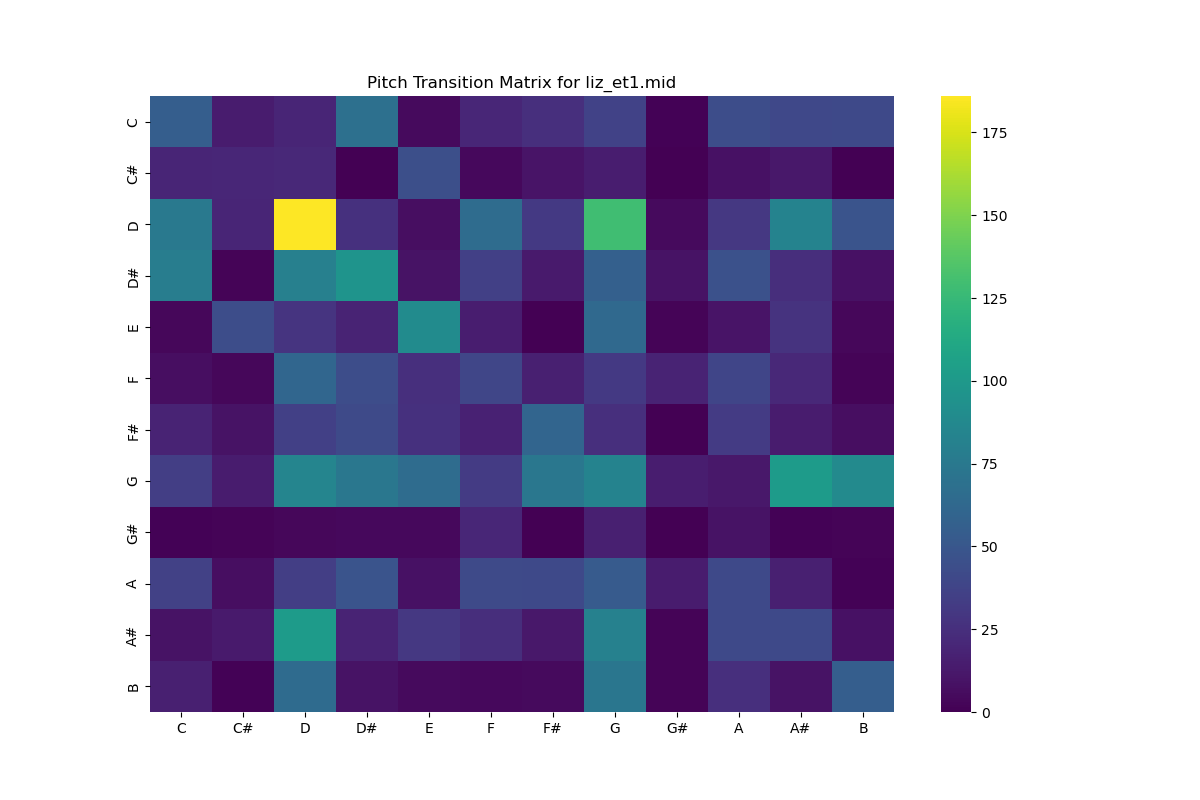 Pitch Transition Matrix for liz_et1.mid
C
C#
D
D#
E
F
F#
G
G#
A
A#
B
C C# D D# E F F# G G# A A# B
175
150
125
100
75
50
25
0